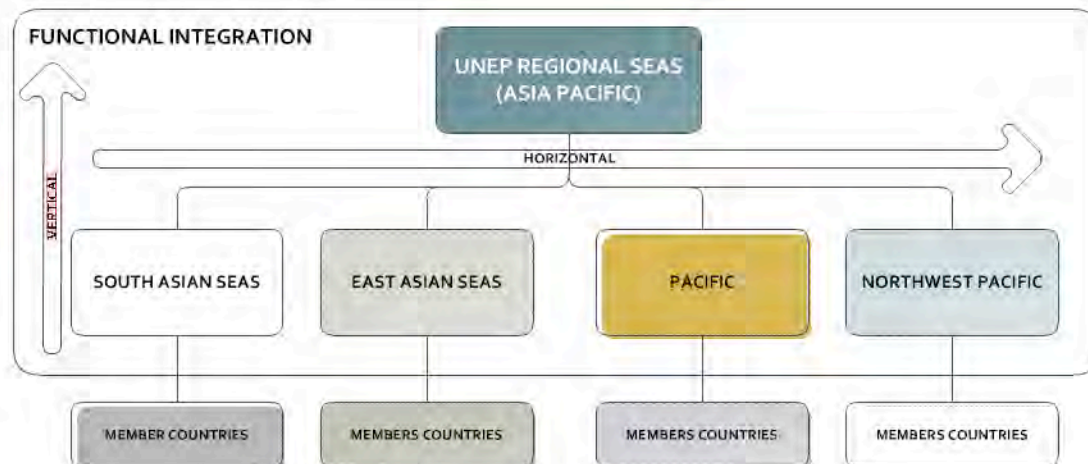 FUNCTIONAL INTEGRATION
UNEP REGIONAL SEAS
(ASIA PACIFIC)
HORIZONTAL
VERTICAL
SOUTH ASIAN SEAS
EAST ASIAN SEAS
PACIFIC
NORTHWEST PACIFIC
MEMBER COUNTRIES
MEMBERS COUNTRIES
MEMBERS COUNTRIES
MEMBERS COUNTRIES